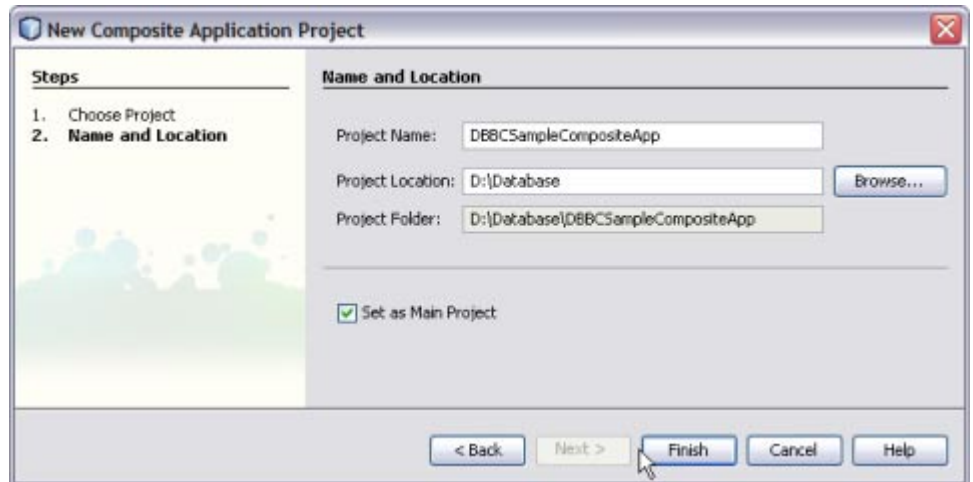 New Composite Application Project
Steps
1. Choose Project
2. Name and Location
Name and Location
Project Name: DBBCSampleCompositeApp
Project Location: D:\Database Browse...
Project Folder: D:\Database\DBBCSampleCompositeApp
Set as Main Project
< Back Next > Finish Cancel Help